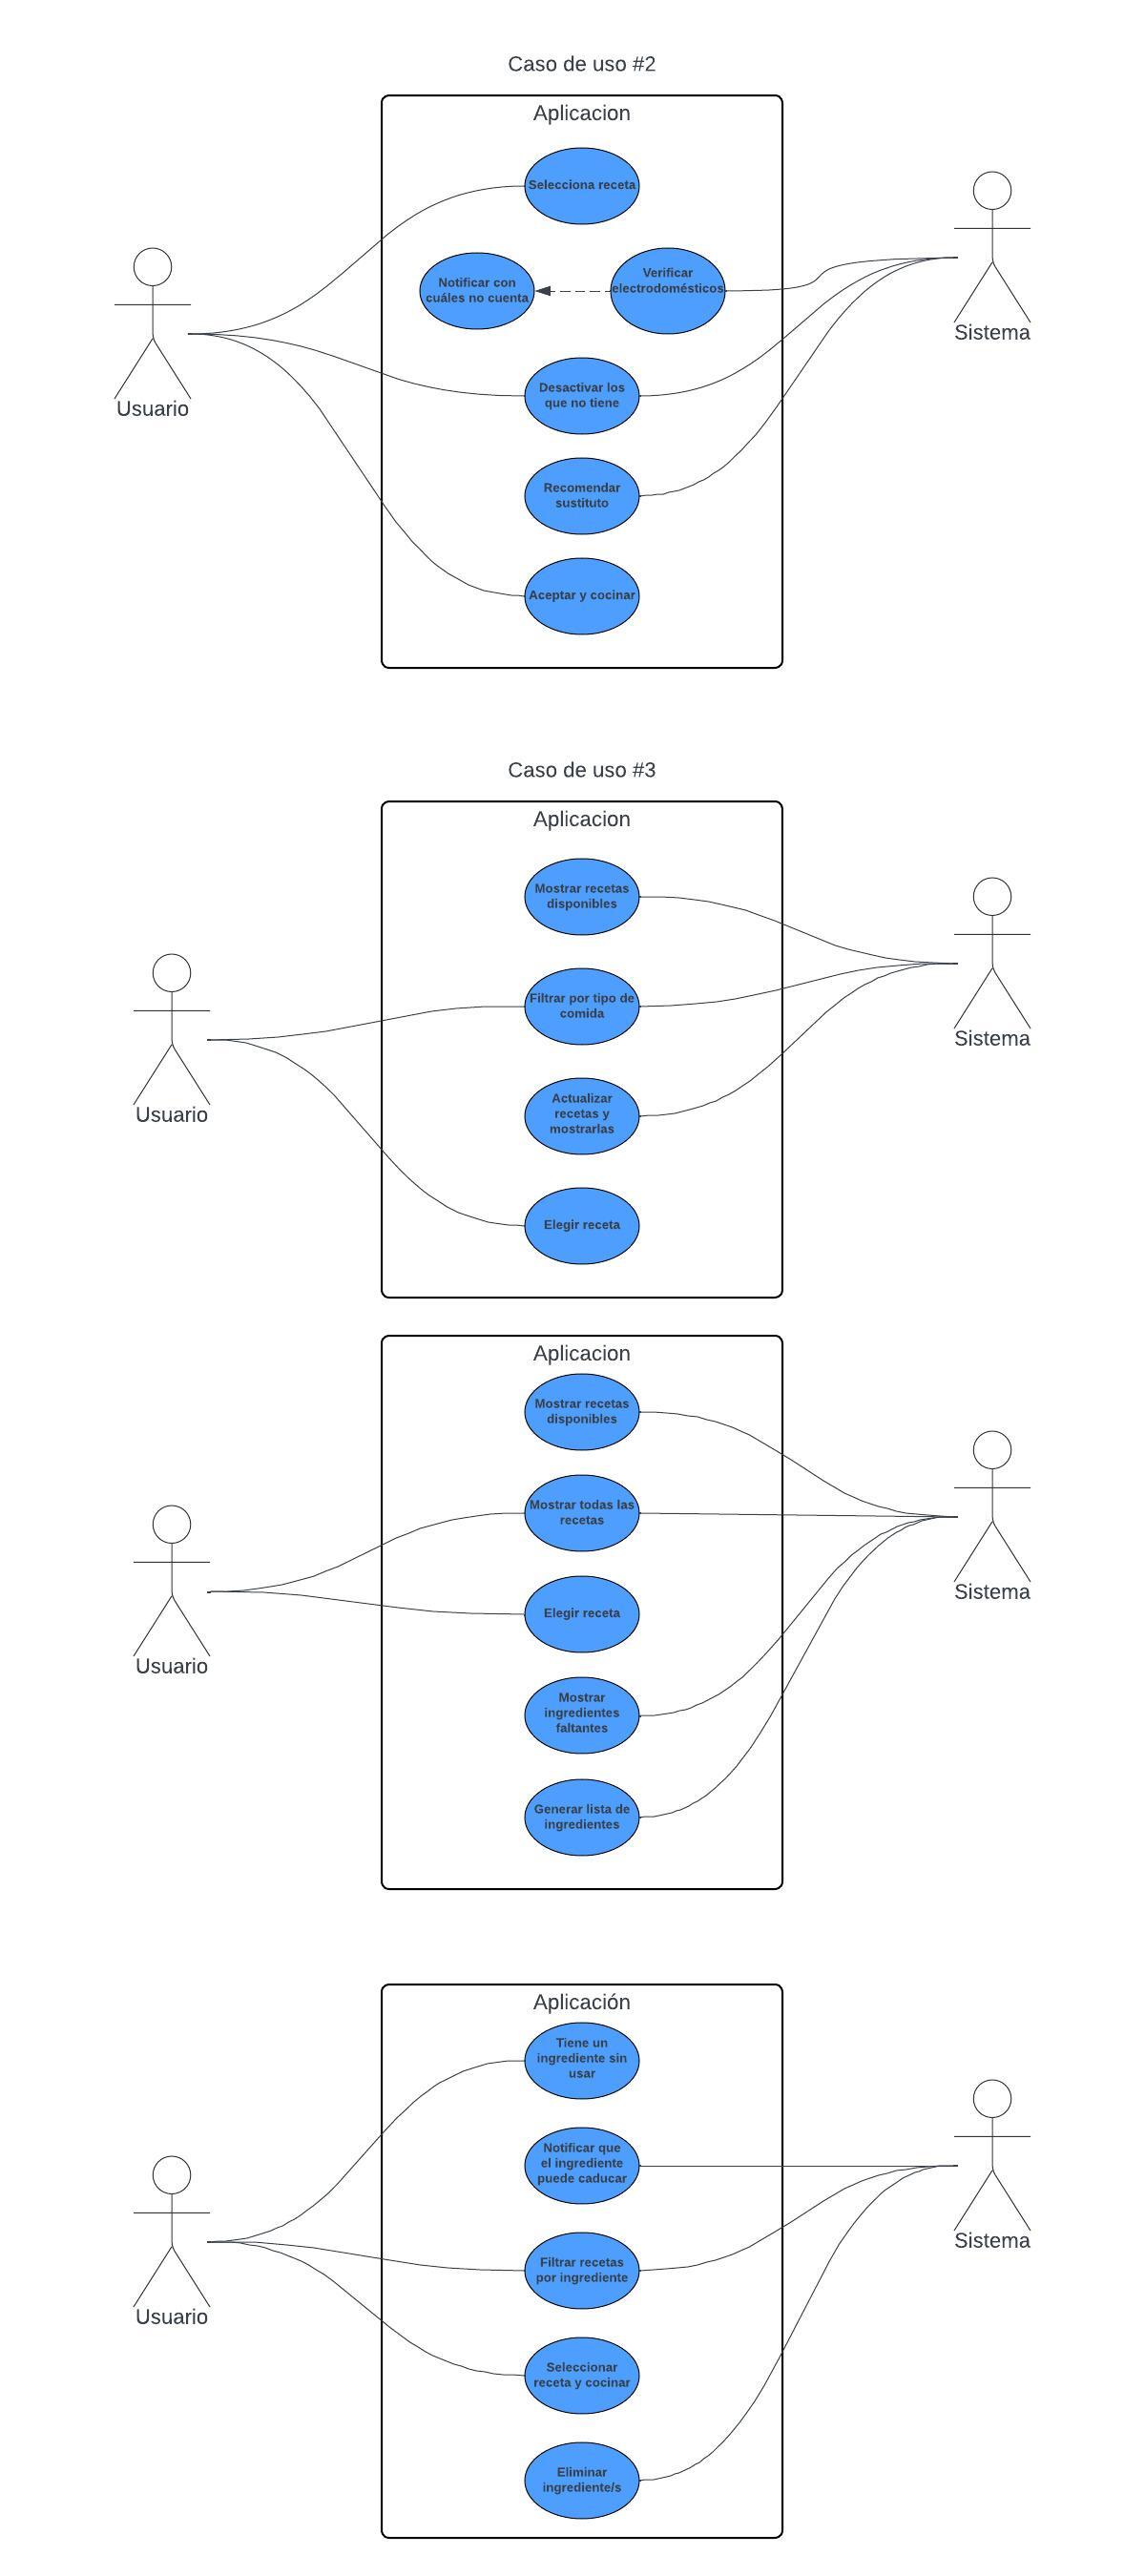 Caso de uso #2
Aplicacion
Selecciona receta
Notificar con
cuáles no cuenta
Verificar
electrodomésticos
Sistema
Desactivar los
que no tiene
Usuario
Recomendar
sustituto
Aceptar y cocinar
Caso de uso #3
Aplicacion
Mostrar recetas
disponibles
Filtrar por tipo de
comida
Sistema
Actualizar
recetas y
mostrarlas
Usuario
Elegir receta
Aplicacion
Mostrar recetas
disponibles
Mostrar todas las
recetas
Sistema
Elegir receta
Usuario
Mostrar
ingredientes
faltantes
Generar lista de
ingredientes
Aplicación
Tiene un
ingrediente sin
usar
Notificar que
el ingrediente
puede caducar
Sistema
Filtrar recetas
por ingrediente
Usuario
Seleccionar
receta y cocinar
Eliminar
ingrediente/s